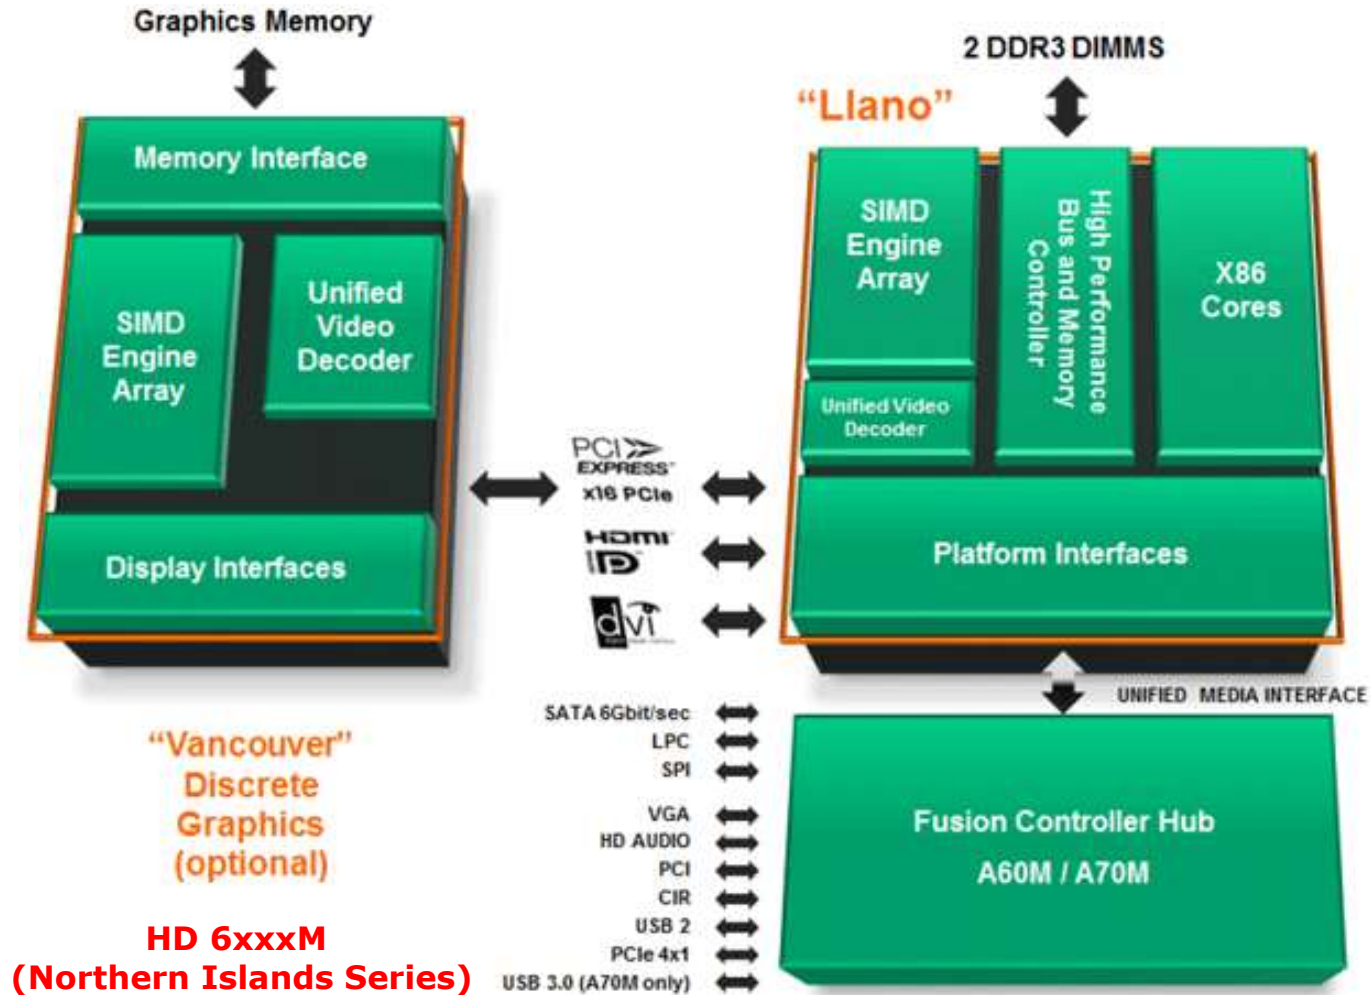 Graphics Memory
Memory Interface
SIMD
Engine
Array
Unified
Video
Decoder
Display Interfaces
"Vancouver"
Discrete
Graphics
(optional)
HD 6xxxM
(Northern Islands Series)
PCI
EXPRESS
x16 PCIe
HDMI
DP
dvi
2 DDR3 DIMMS
"Llano"
SIMD
Engine
Array
Unified Video
Decoder
High Performance
Bus and Memory
Controller
X86
Cores
Platform Interfaces
UNIFIED MEDIA INTERFACE
SATA 6Gbit/sec
LPC
SPI
VGA
HD AUDIO
PCI
CIR
USB 2
PCIe 4x1
USB 3.0 (A70M only)
Fusion Controller Hub
A60M / A70M